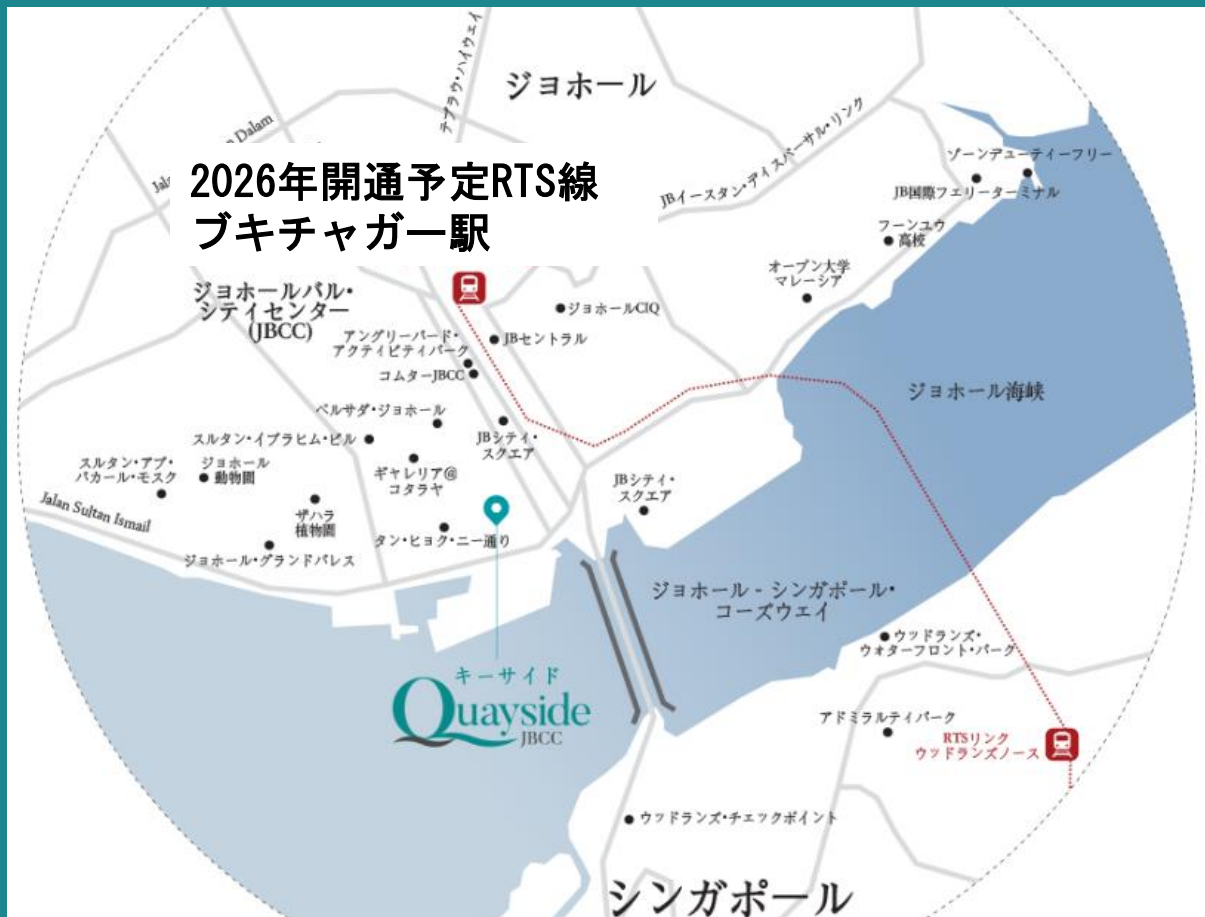 ジョホール
テブラウ・ハイウェイ
Dalam
2026年開通予定RTS線
ブキチャガー駅
JBイースタン・ディスパーサル・リンク
ゾーンデューティーフリー
JB国際フェリーターミナル
フーンユウ
高校
オープン大学
マレーシア
ジョホールバル・
シティセンター
(JBCC)
ジョホールCIQ
JBセントラル
アングリーバード・
アクティビティパーク
コムターJBCC
ジョホール海峡
ペルサダ・ジョホール
スルタン・イブラヒム・ビル
JBシティ・
スクエア
スルタン・アブ・
バカール・モスク
ジョホール
動物園
ギャレリア@
コタラヤ
JBシティ・
スクエア
Jalan Sultan Ismail
ザハラ
植物園
タン・ヒョク・ニー通り
ジョホール・グランドパレス
ジョホール - シンガポール・
コーズウェイ
ウッドランズ・
ウォーターフロント・パーク
キーサイド
Quayside
JBCC
アドミラルティパーク
RTSリンク
ウッドランズノース
ウッドランズ・チェックポイント
シンガポール